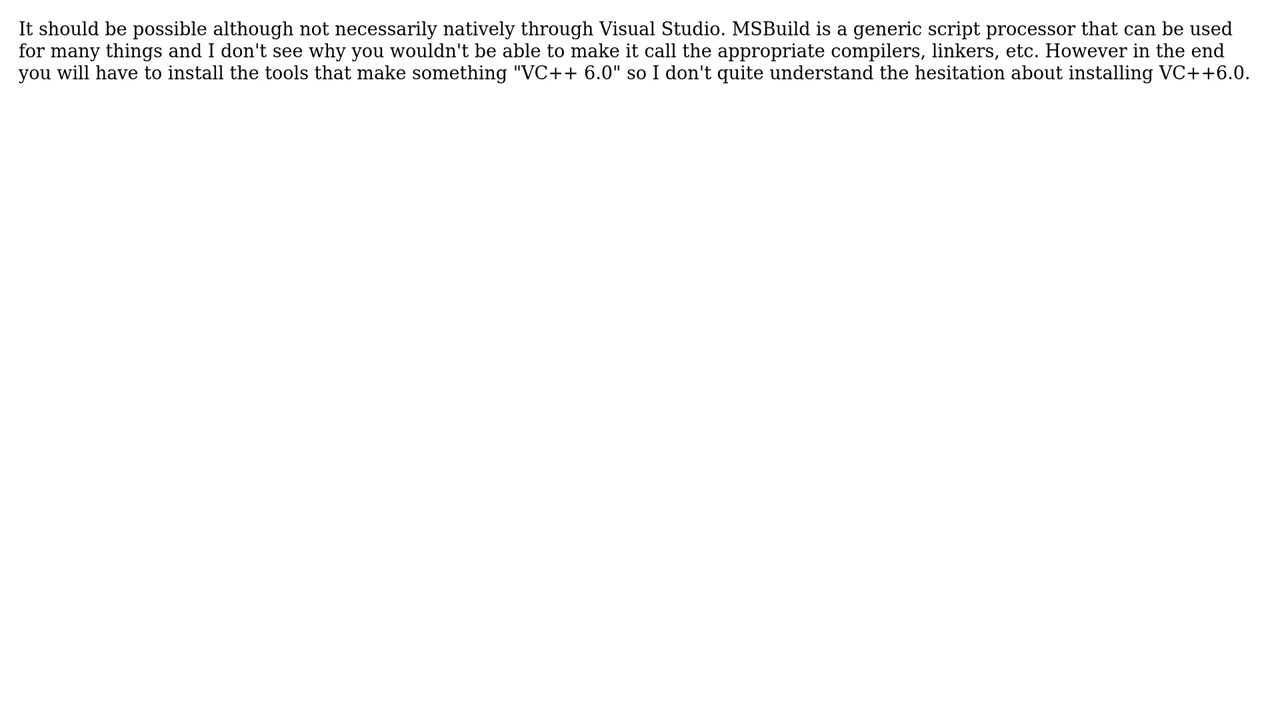 It should be possible although not necessarily natively through Visual Studio. MSBuild is a generic script processor that can be used
for many things and I don't see why you wouldn't be able to make it call the appropriate compilers, linkers, etc. However in the end
you will have to install the tools that make something "VC++ 6.0" so I don't quite understand the hesitation about installing VC++6.0.